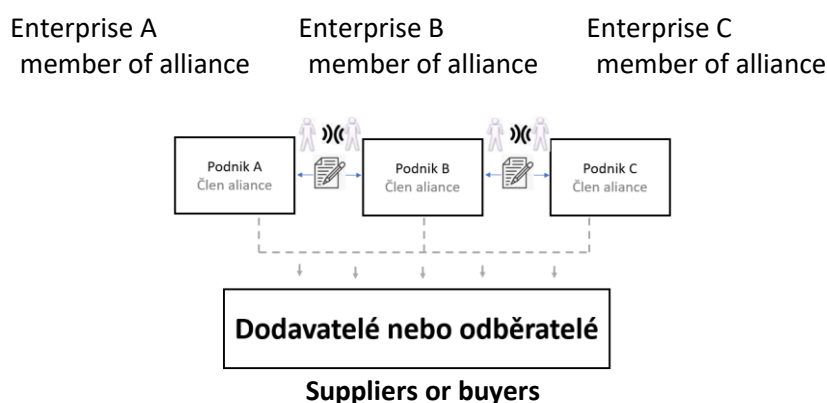 Enterprise A
member of alliance
Enterprise B
member of alliance
Enterprise C
member of alliance
Podnik A
Člen aliance
Podnik B
Člen aliance
Podnik C
Člen aliance
Dodavatelé nebo odběratelé
Suppliers or buyers